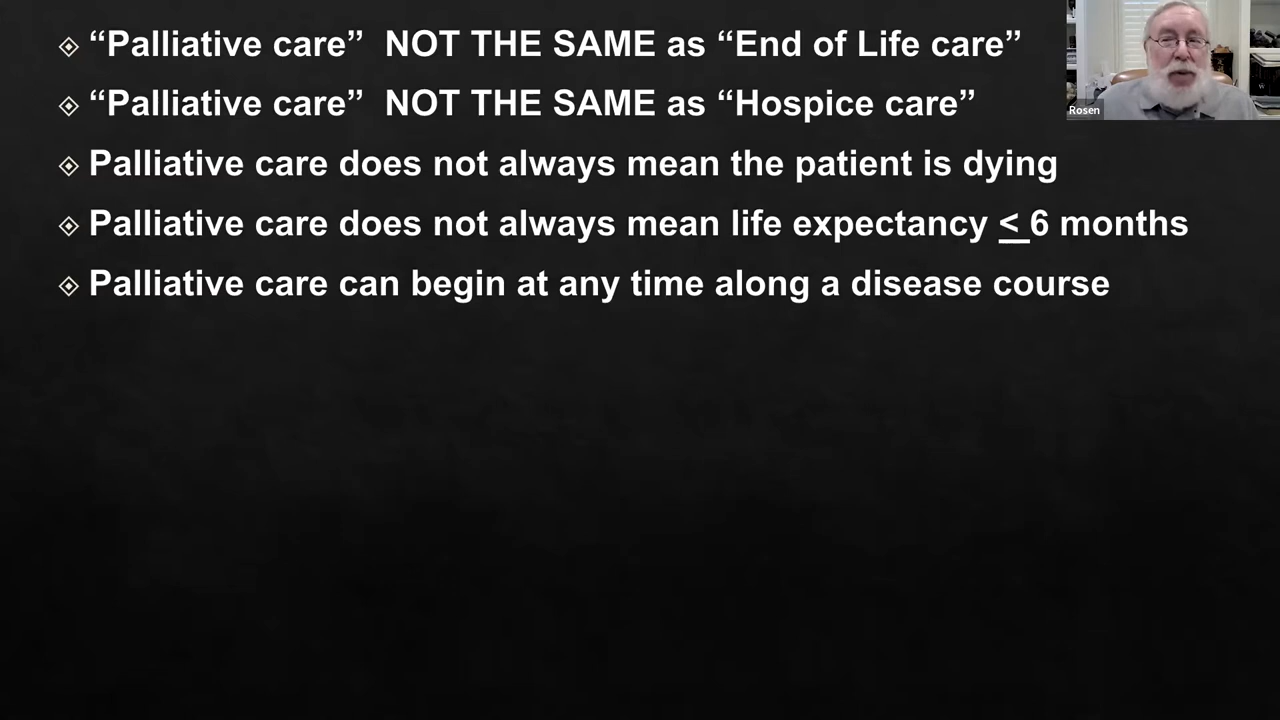 “Palliative care”  NOT THE SAME as “End of Life care”
“Palliative care”  NOT THE SAME as “Hospice care”
Palliative care does not always mean the patient is dying
Palliative care does not always mean life expectancy < 6 months
Palliative care can begin at any time along a disease course
Rosen